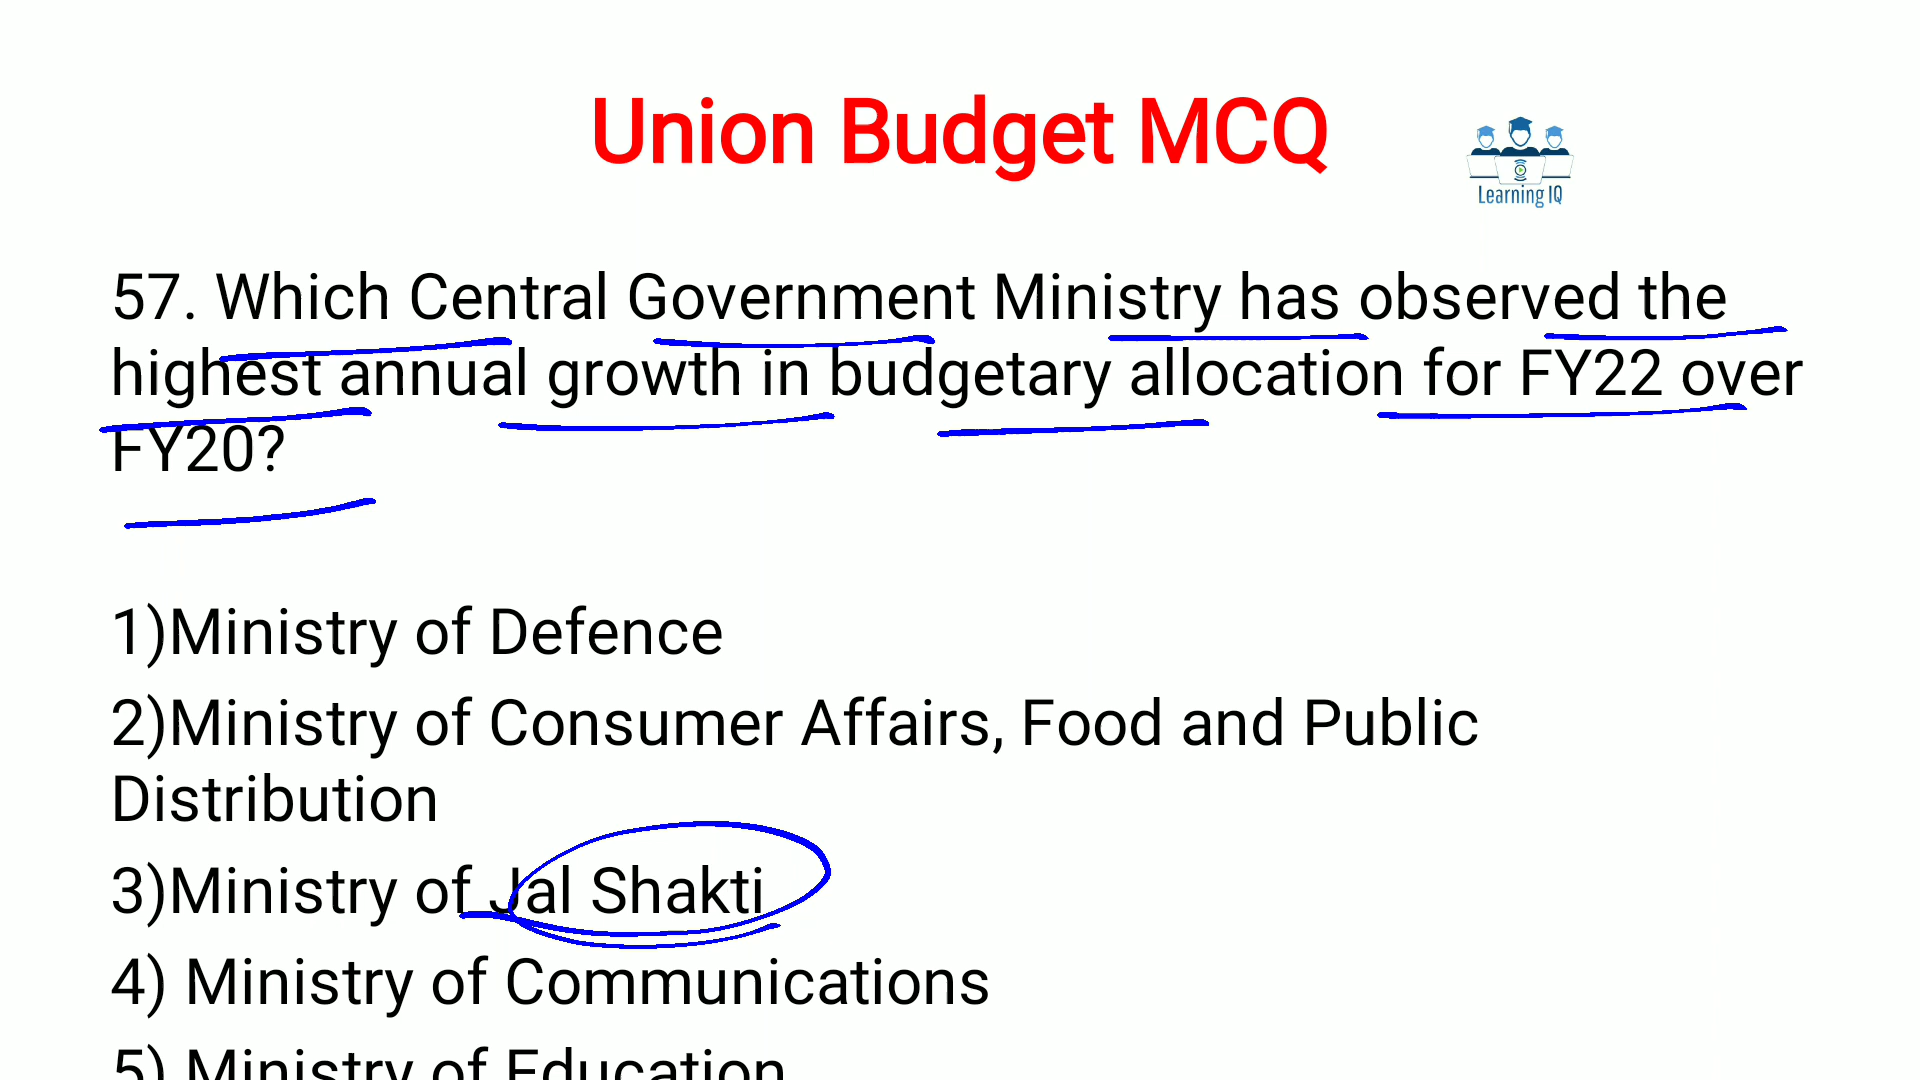 Union Budget MCQ
Learning IQ
57. Which Central Government Ministry has observed the
highest annual growth in budgetary allocation for FY22 over
FY20?
1)Ministry of Defence
2)Ministry of Consumer Affairs, Food and Public
Distribution
3)Ministry of Jal Shakti
4) Ministry of Communications
5) Ministry of Education